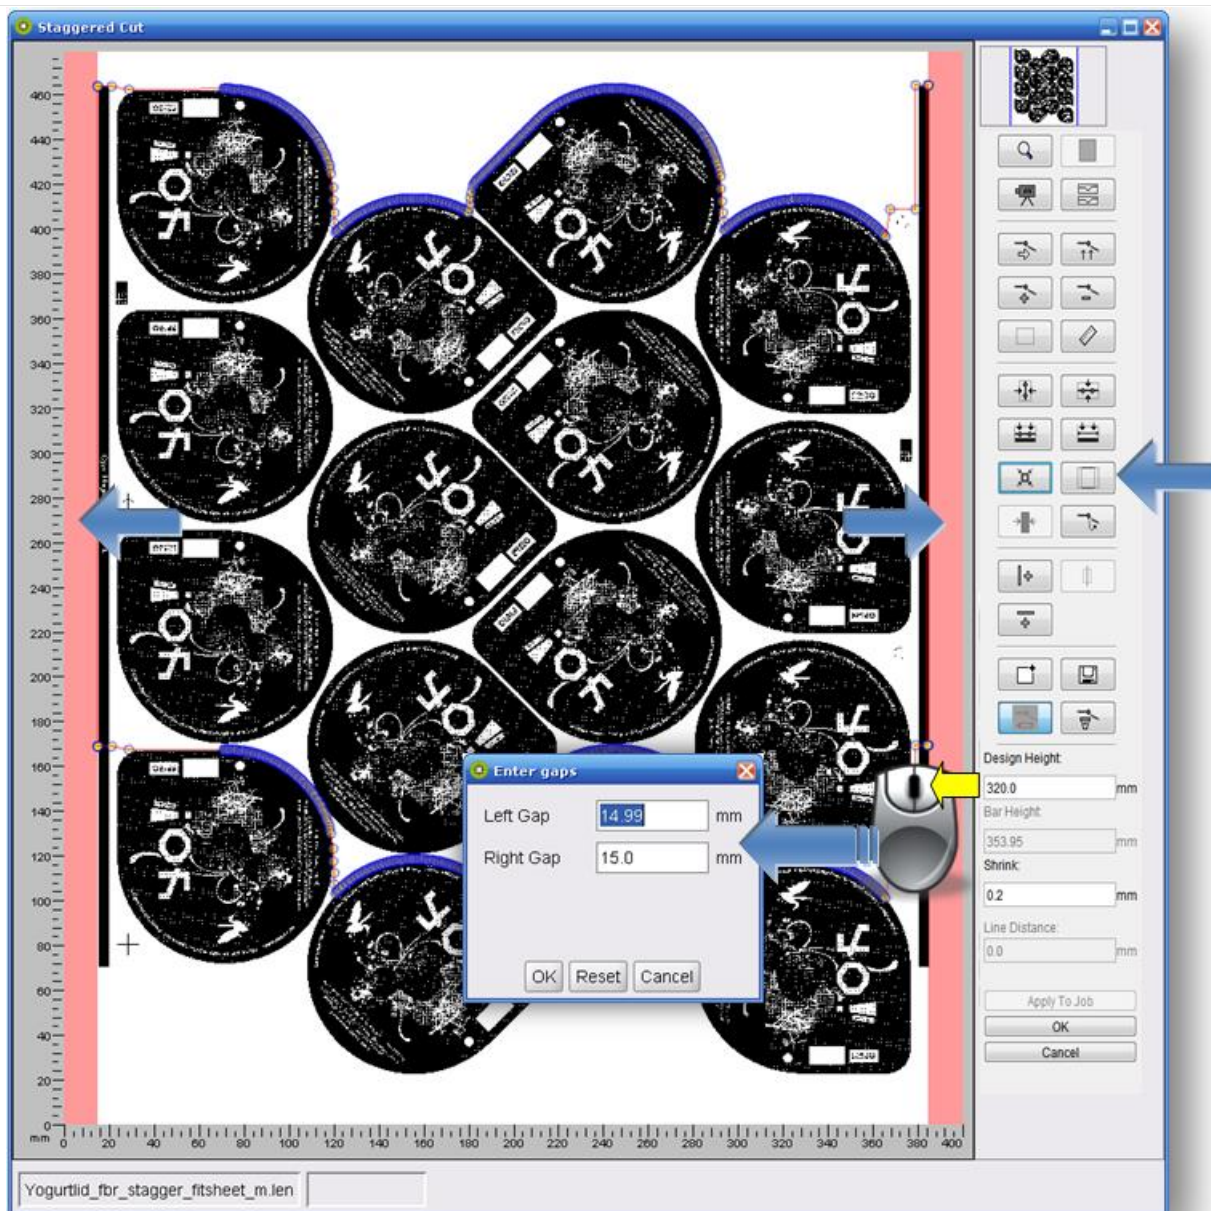 Staggered Cut
460
440
420
400
380
360
340
320
300
280
260
240
220
200
180
160
140
120
100
80
60
40
20
0
mm 0 20 40 60 80 100 120 140 160 180 200 220 240 260 280 300 320 340 360 380 400
Enter gaps
Left Gap 14.99 mm
Right Gap 15.0 mm
OK Reset Cancel
Design Height:
320.0 mm
Bar Height:
353.95 mm
Shrink:
0.2 mm
Line Distance:
0.0 mm
Apply To Job
OK
Cancel
Yogurtlid_fbr_stagger_fitsheet_m.len